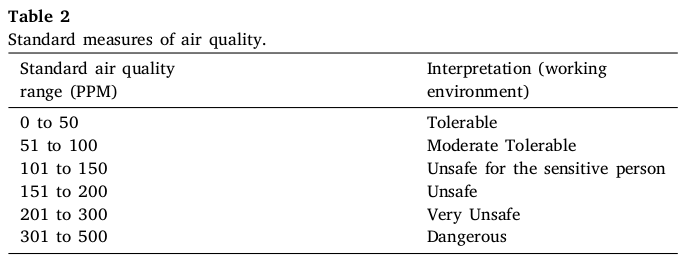 Table 2
Standard measures of air quality.
Standard air quality range (PPM) Interpretation (working environment)
0 to 50 Tolerable
51 to 100 Moderate Tolerable
101 to 150 Unsafe for the sensitive person
151 to 200 Unsafe
201 to 300 Very Unsafe
301 to 500 Dangerous